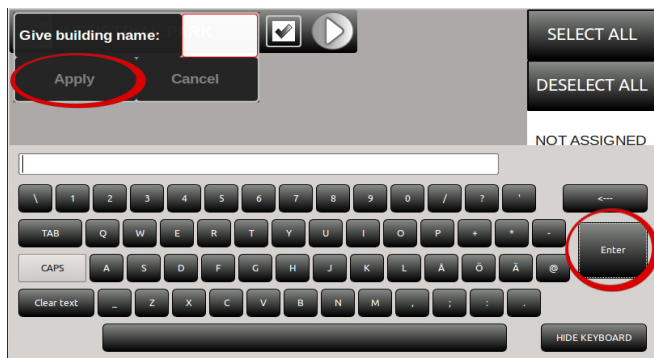 Give building name:
PARK
SELECT ALL
Apply
Cancel
DESELECT ALL
NOT ASSIGNED
\ 1 2 3 4 5 6 7 8 9 0 / ? ' <---
TAB Q W E R T Y U I O P + * -
Enter
CAPS A S D F G H J K L Å Ö Ä @
Clear text _ Z X C V B N M , ; : .
HIDE KEYBOARD